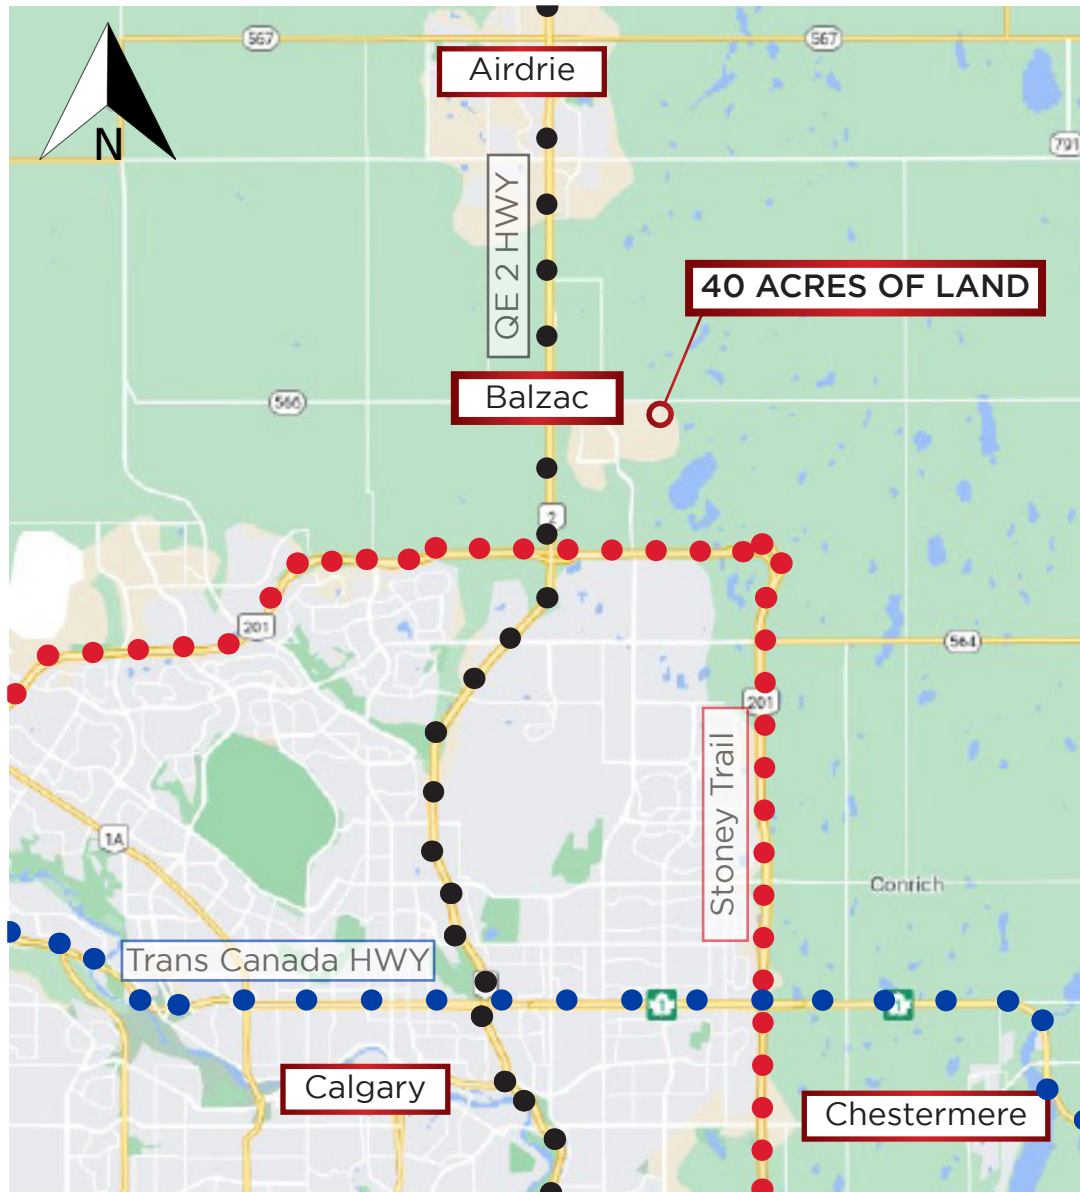 567
567
Airdrie
N
791
QE 2 HWY
40 ACRES OF LAND
Balzac
566
2
201
564
201
Stoney Trail
1A
Conrich
Trans Canada HWY
1
1
Calgary
Chestermere